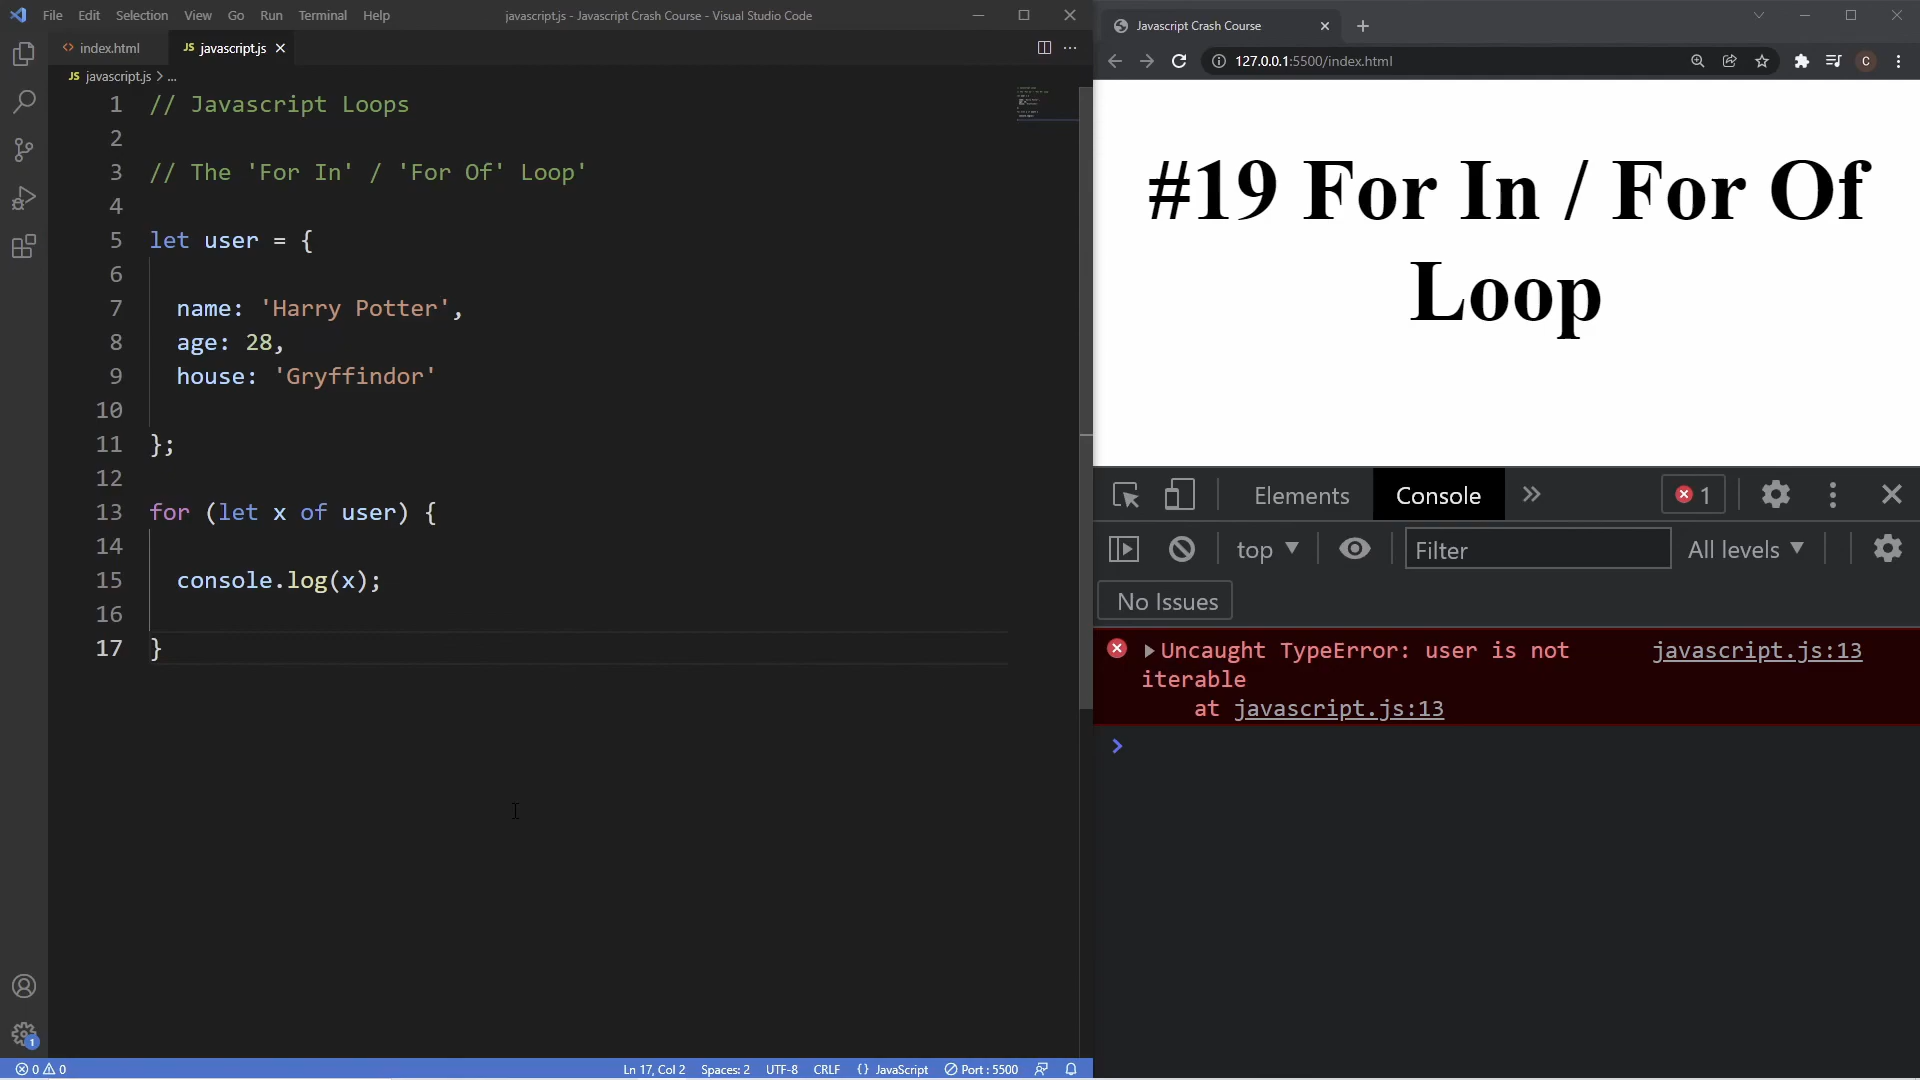 File Edit Selection View Go Run Terminal Help
javascript.js - Javascript Crash Course - Visual Studio Code
index.html
JS javascript.js
JS javascript.js > ...
1 // Javascript Loops
2
3 // The 'For In' / 'For Of' Loop'
4
5 let user = {
6
7 name: 'Harry Potter',
8 age: 28,
9 house: 'Gryffindor'
10
11 };
12
13 for (let x of user) {
14
15 console.log(x);
16
17 }
1
0 0
Ln 17, Col 2 Spaces: 2 UTF-8 CRLF {} JavaScript Port : 5500
Javascript Crash Course
127.0.0.1:5500/index.html
C
#19 For In / For Of
Loop
Elements Console 1
top Filter All levels
No Issues
Uncaught TypeError: user is not javascript.js:13
iterable
at javascript.js:13